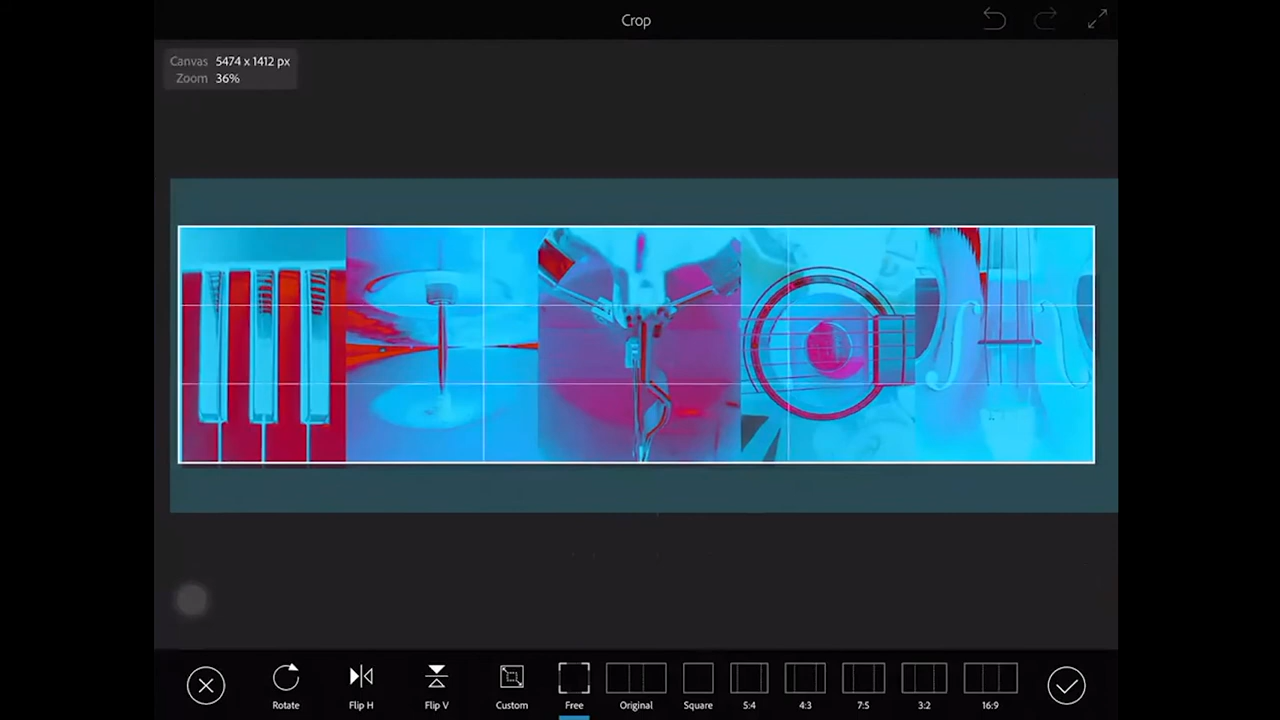 Crop
Canvas 5474 x 1412 px
Zoom 36%
Rotate Flip H Flip V Custom Free Original Square 5:4 4:3 7:5 3:2 16:9